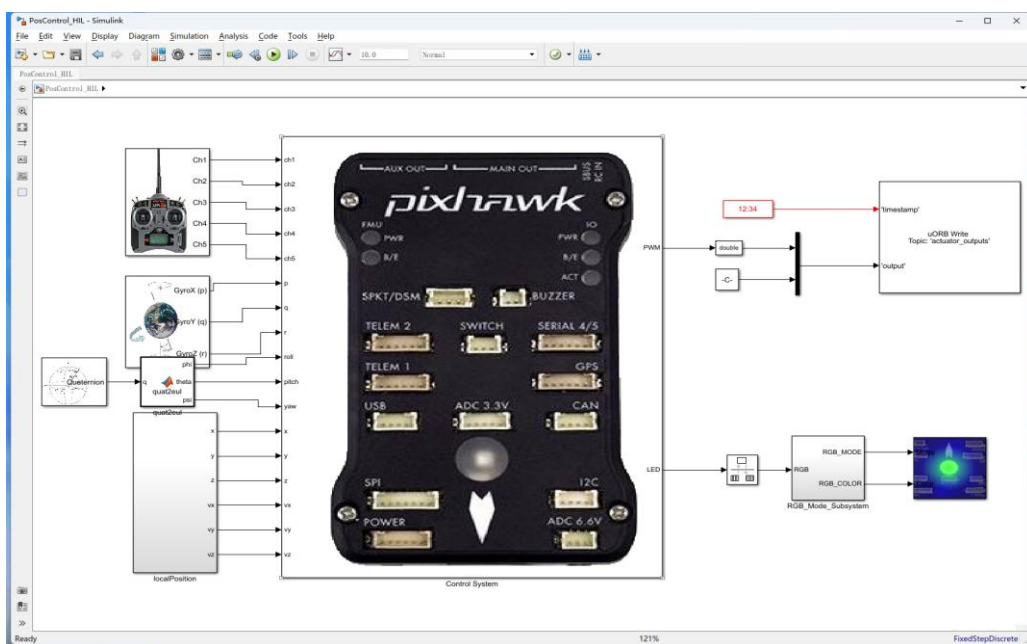 PosControl_HIL - Simulink
File Edit View Display Diagram Simulation Analysis Code Tools Help
10.0
Normal
PosControl_HIL
PosControl_HIL
Ch1
Ch2
Ch3
Ch4
Ch5
GyroX (p)
GyroY (q)
GyroZ (r)
Quaternion
q
phi
theta
psi
quat2eul
quat2eul
x
y
z
vx
vy
vz
localPosition
ch1
ch2
ch3
ch4
ch5
p
q
r
roll
pitch
yaw
x
y
z
vx
vy
vz
AUX OUT
MAIN OUT
SBUS
RC IN
pixhawk
FMU
IO
PWR
PWR
B/E
B/E
ACT
SPKT/DSM
BUZZER
TELEM 2
SWITCH
SERIAL 4/5
TELEM 1
GPS
USB
ADC 3.3V
CAN
SPI
I2C
POWER
ADC 6.6V
Control System
PWM
LED
double
-C-
12:34
'timestamp'
uORB Write
Topic: 'actuator_outputs'
'output'
RGB
RGB_MODE
RGB_COLOR
RGB_Mode_Subsystem
Ready
121%
FixedStepDiscrete